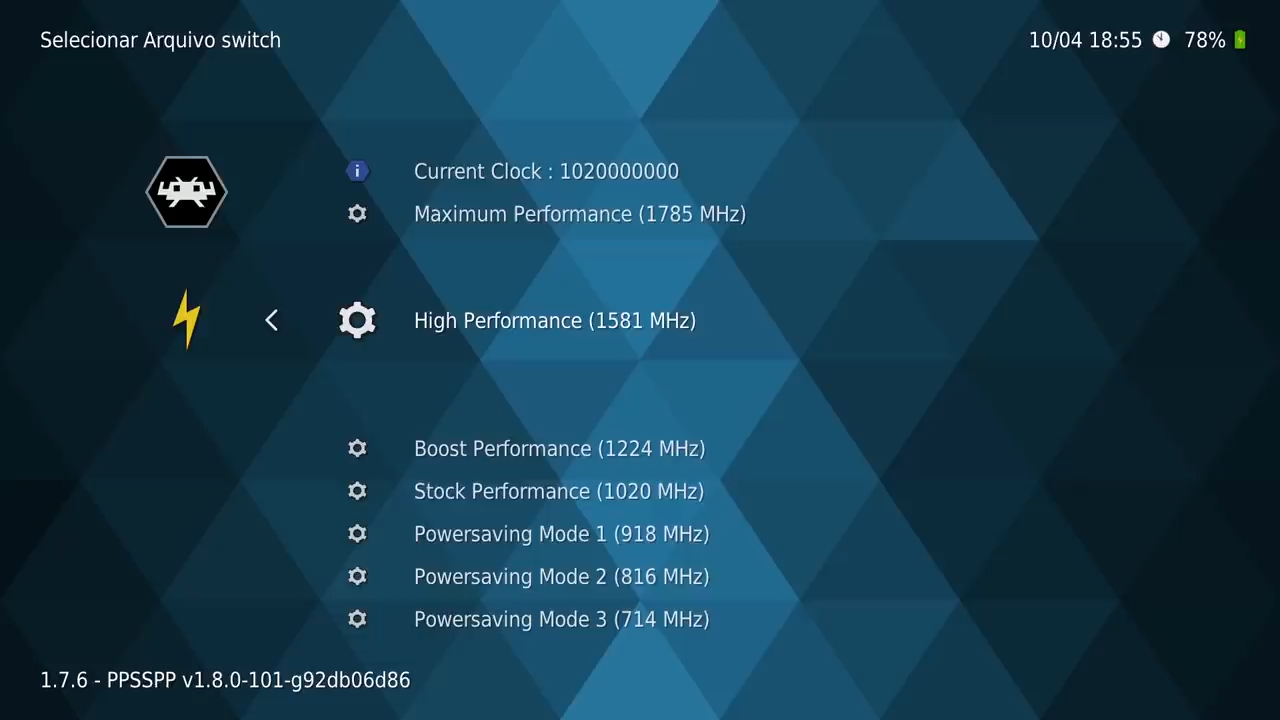 Selecionar Arquivo switch
10/04 18:55 78%
Current Clock : 1020000000
Maximum Performance (1785 MHz)
High Performance (1581 MHz)
Boost Performance (1224 MHz)
Stock Performance (1020 MHz)
Powersaving Mode 1 (918 MHz)
Powersaving Mode 2 (816 MHz)
Powersaving Mode 3 (714 MHz)
1.7.6 - PPSSPP v1.8.0-101-g92db06d86